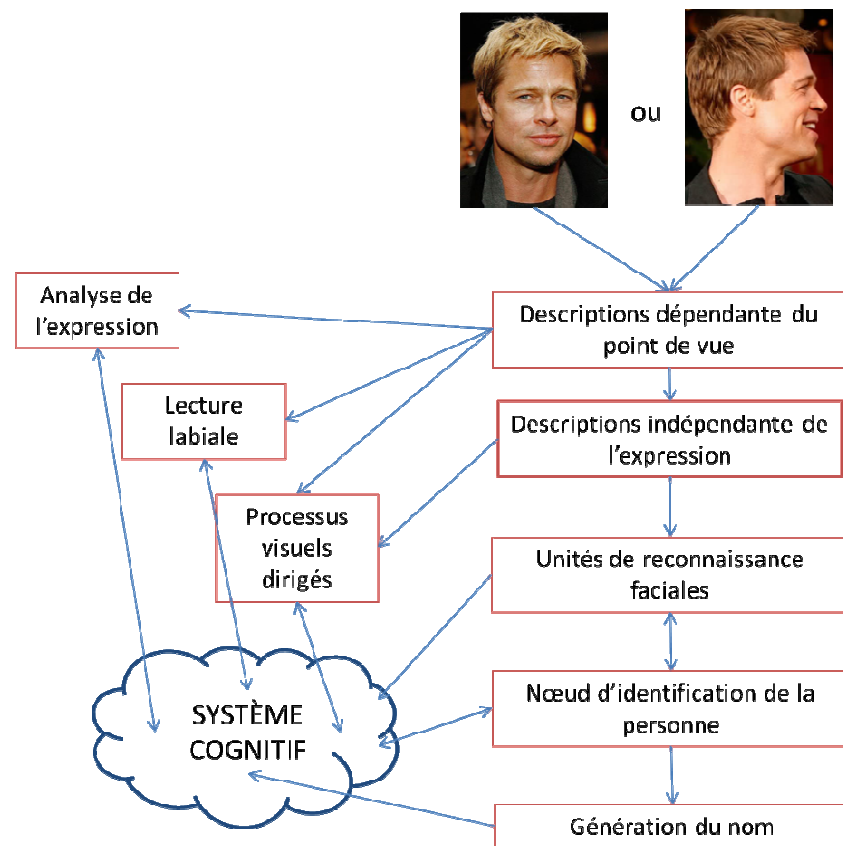 ou
Descriptions dépendante du
point de vue
Analyse de
l'expression
Lecture
labiale
Descriptions indépendante de
l'expression
Processus
visuels
dirigés
Unités de reconnaissance
faciales
Nœud d'identification de la
personne
SYSTÈME
COGNITIF
Génération du nom